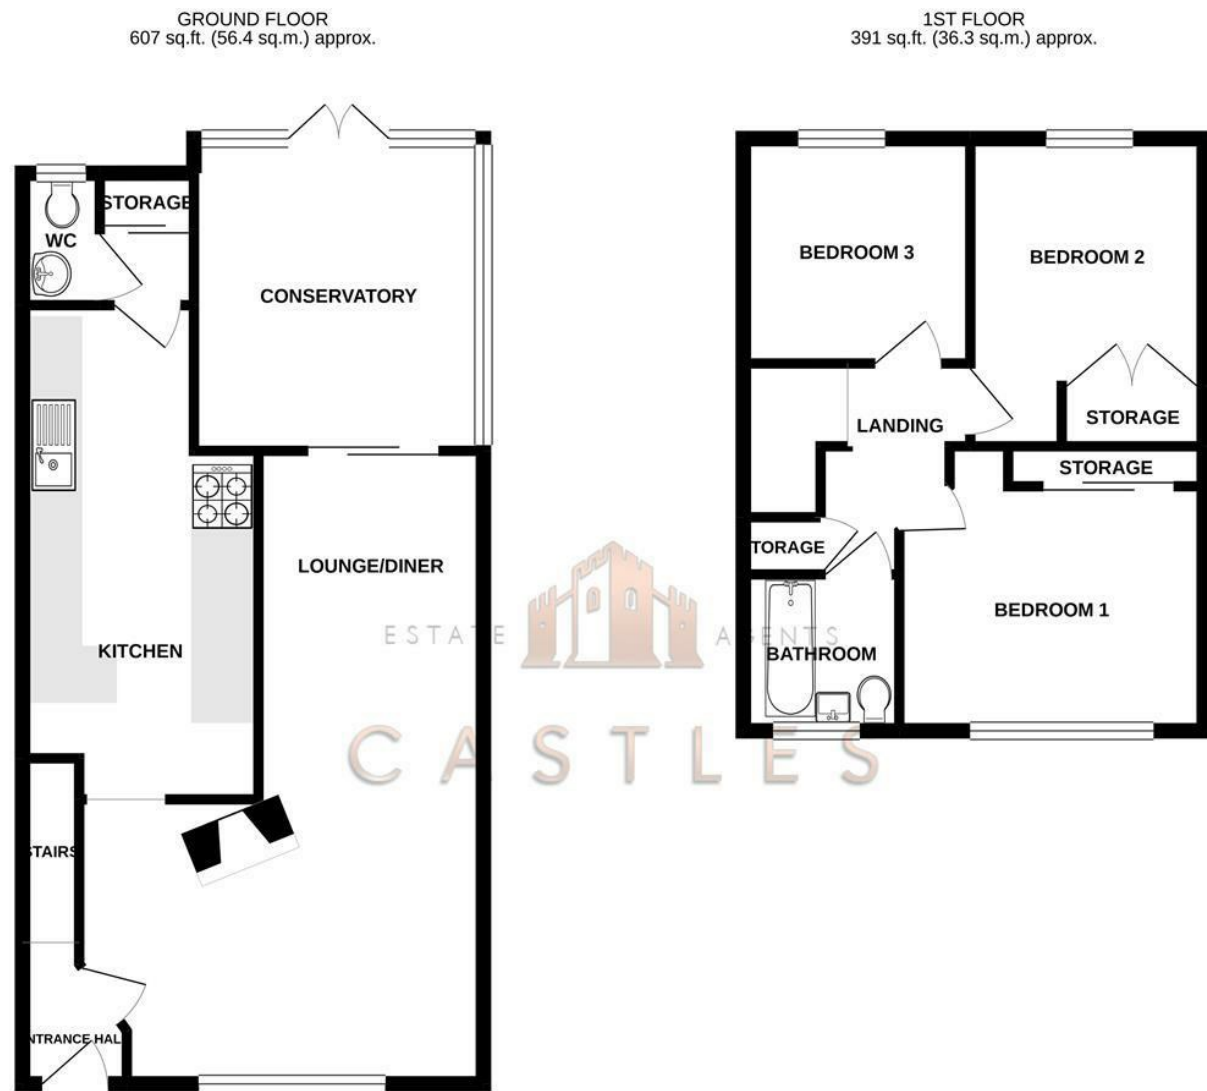 GROUND FLOOR
607 sq.ft. (56.4 sq.m.) approx.
STORAGE
WC
CONSERVATORY
LOUNGE/DINER
KITCHEN
STAIRS
NTRANCE HAL
1ST FLOOR
391 sq.ft. (36.3 sq.m.) approx.
BEDROOM 3
BEDROOM 2
LANDING
STORAGE
STORAGE
TORAGE
BEDROOM 1
BATHROOM
ESTATE AGENTS
CASTLES